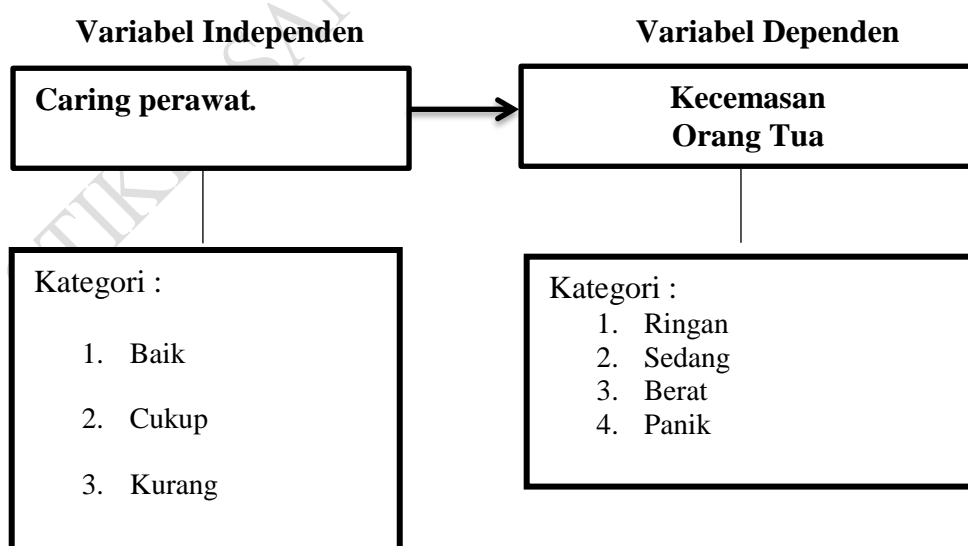 Variabel Independen
Variabel Dependen
Caring perawat.
Kecemasan
Orang Tua
Kategori :
1. Baik
2. Cukup
3. Kurang
Kategori :
1. Ringan
2. Sedang
3. Berat
4. Panik